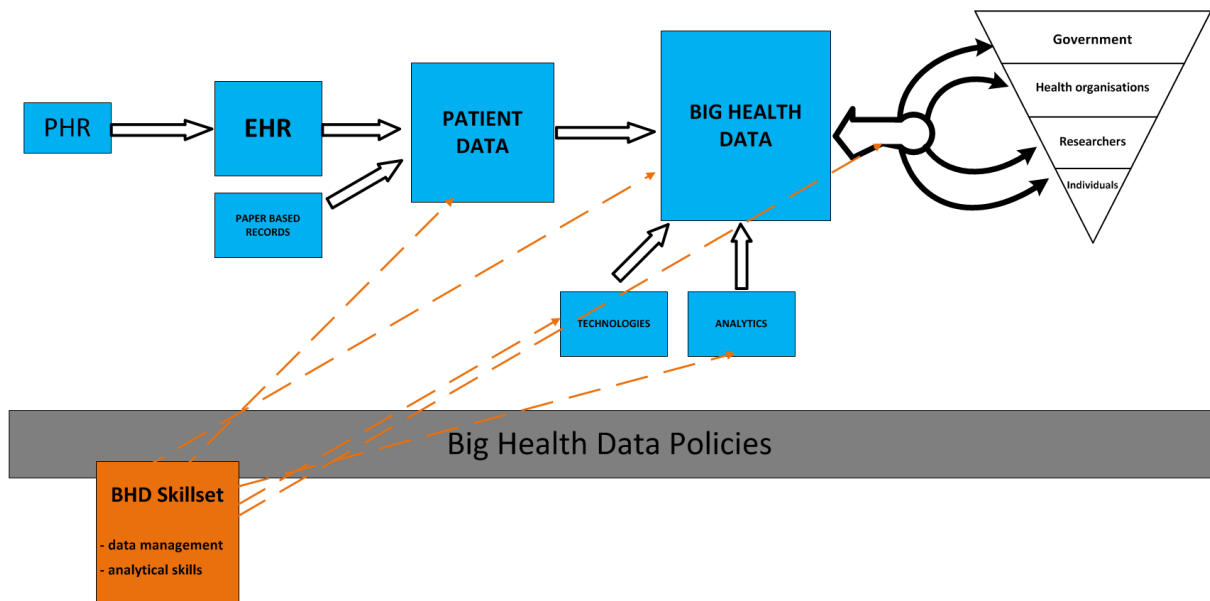 PHR
EHR
PAPER BASED
RECORDS
PATIENT
DATA
BIG HEALTH
DATA
TECHNOLOGIES
ANALYTICS
Government
Health organisations
Researchers
Individuals
Big Health Data Policies
BHD Skillset
- data management
- analytical skills